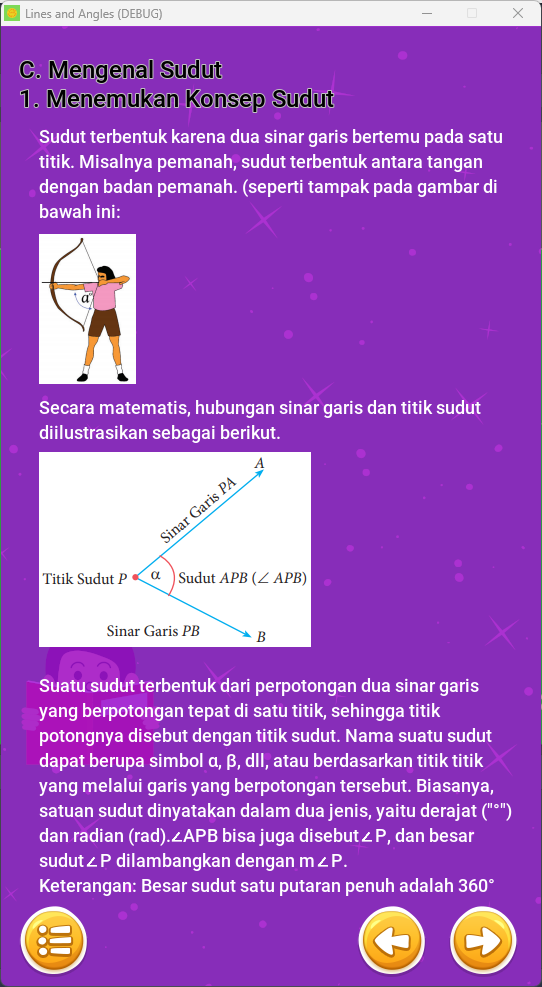 Lines and Angles (DEBUG)
C. Mengenal Sudut
1. Menemukan Konsep Sudut
Sudut terbentuk karena dua sinar garis bertemu pada satu
titik. Misalnya pemanah, sudut terbentuk antara tangan
dengan badan pemanah. (seperti tampak pada gambar di
bawah ini:
a°
Secara matematis, hubungan sinar garis dan titik sudut
diilustrasikan sebagai berikut.
A
Sinar Garis PA
Titik Sudut P
α
Sudut APB (∠ APB)
Sinar Garis PB
B
Suatu sudut terbentuk dari perpotongan dua sinar garis
yang berpotongan tepat di satu titik, sehingga titik
potongnya disebut dengan titik sudut. Nama suatu sudut
dapat berupa simbol α, β, dll, atau berdasarkan titik titik
yang melalui garis yang berpotongan tersebut. Biasanya,
satuan sudut dinyatakan dalam dua jenis, yaitu derajat ("°")
dan radian (rad).∠APB bisa juga disebut∠P, dan besar
sudut∠P dilambangkan dengan m∠P.
Keterangan: Besar sudut satu putaran penuh adalah 360°